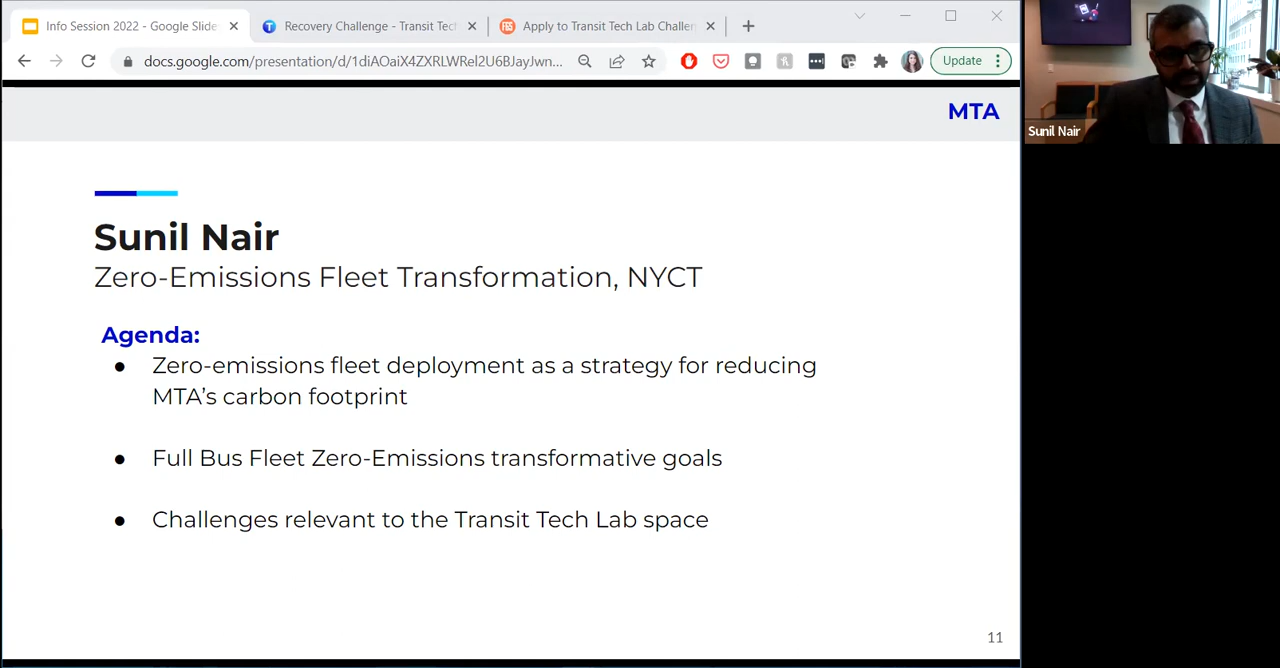 Info Session 2022 - Google Slide
Recovery Challenge - Transit Tec
Apply to Transit Tech Lab Challen
docs.google.com/presentation/d/1diAOaiX4ZXRLWRel2U6BJayJwn...
Update
MTA
Sunil Nair
Sunil Nair
Zero-Emissions Fleet Transformation, NYCT
Agenda:
● Zero-emissions fleet deployment as a strategy for reducing
MTA’s carbon footprint
● Full Bus Fleet Zero-Emissions transformative goals
● Challenges relevant to the Transit Tech Lab space
11